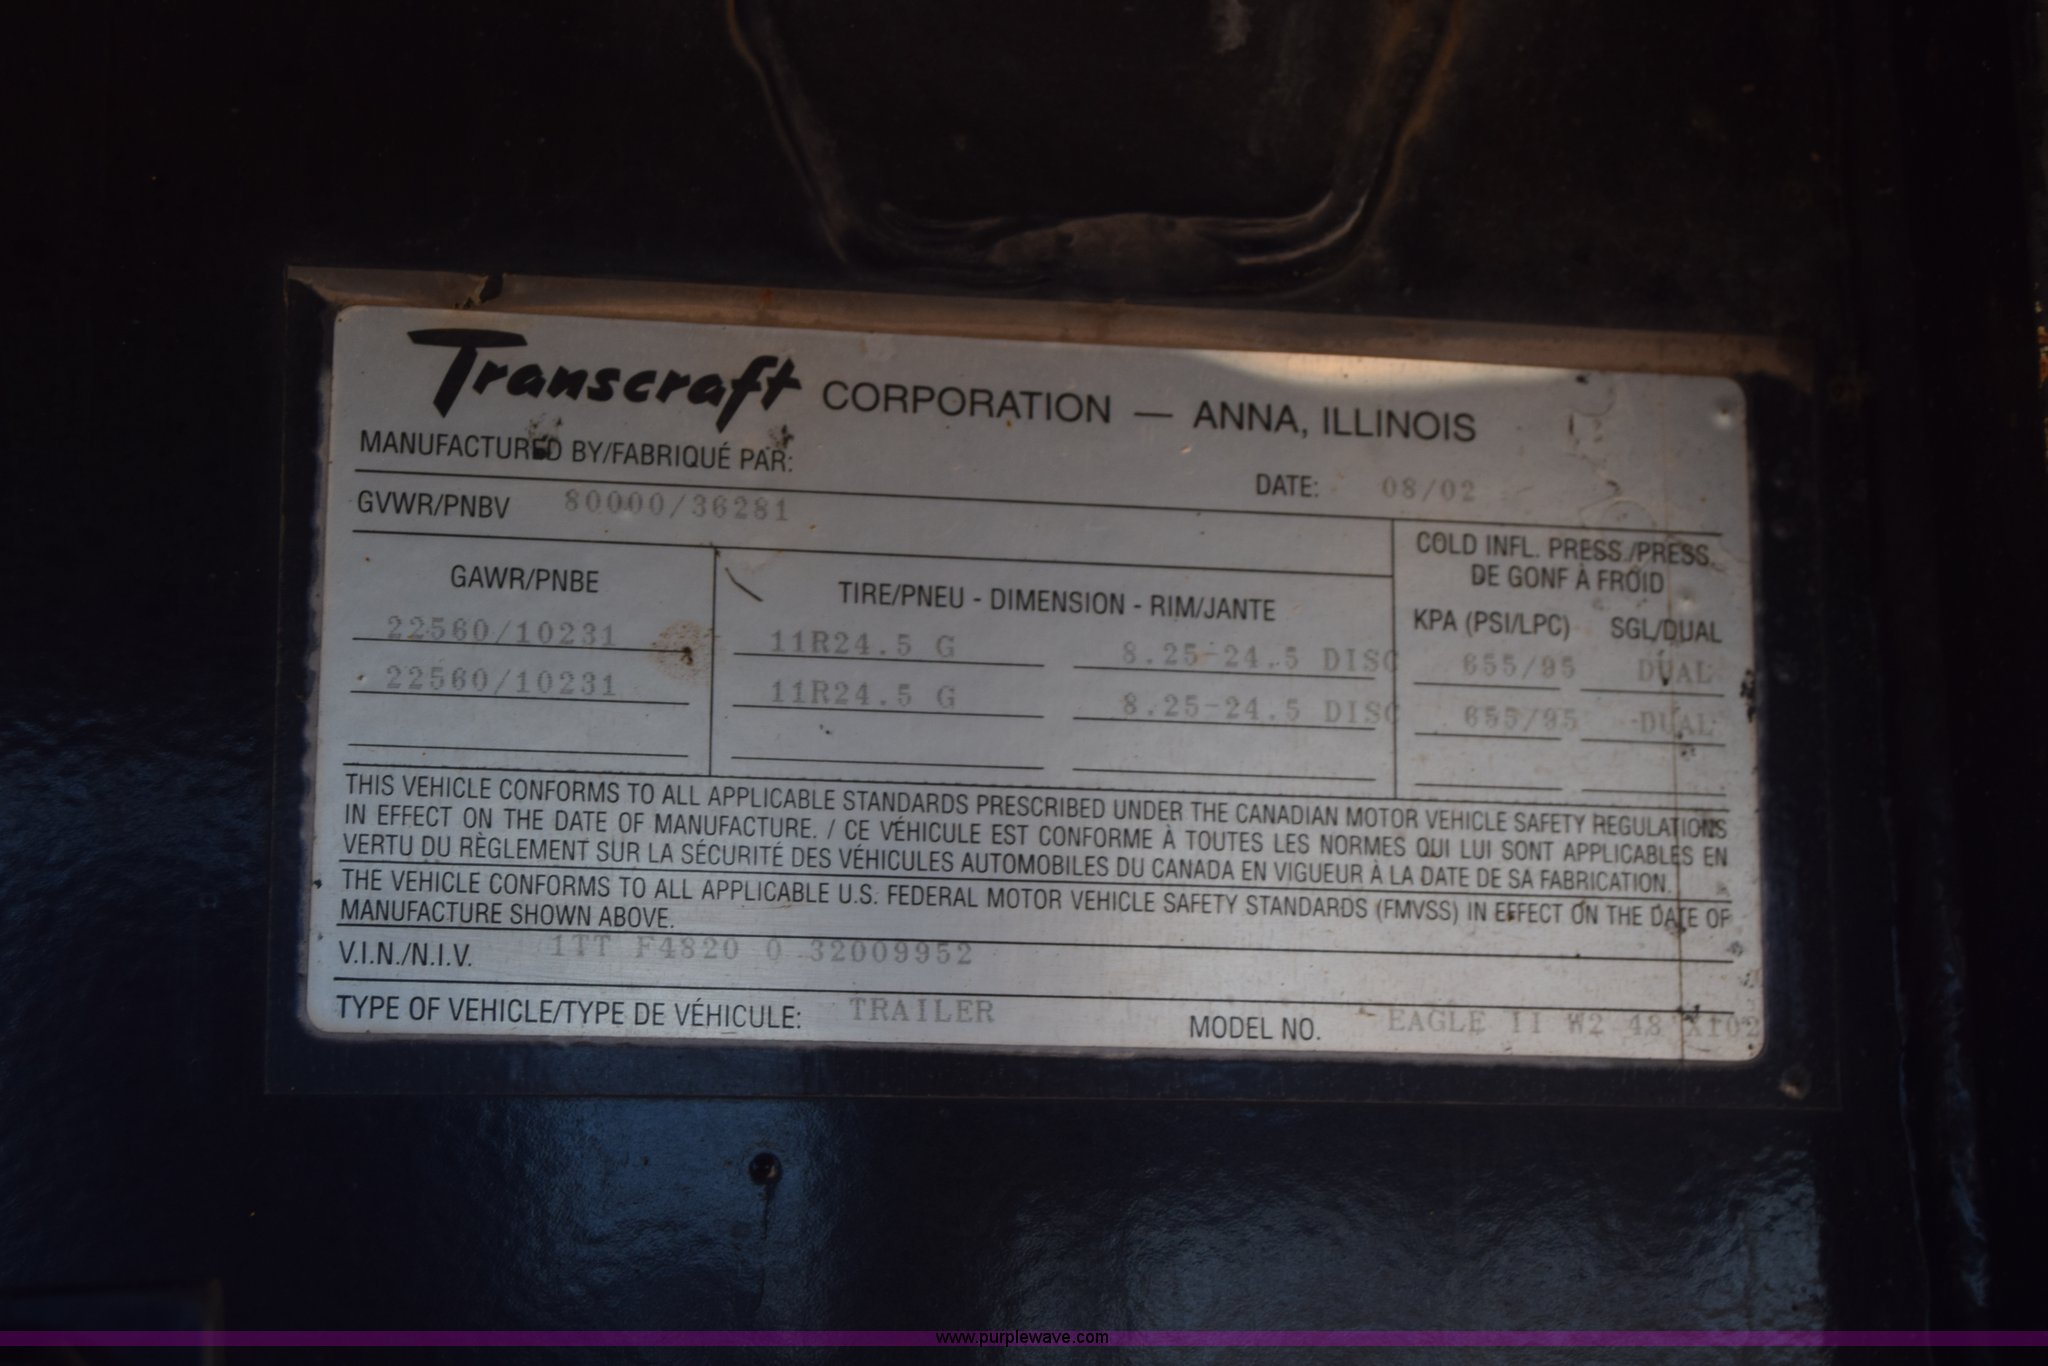 Transcraft CORPORATION — ANNA, ILLINOIS
MANUFACTURED BY/FABRIQUÉ PAR:
DATE: 08/02
GVWR/PNBV 80000/36281
COLD INFL. PRESS./PRESS.
DE GONF À FROID
GAWR/PNBE TIRE/PNEU - DIMENSION - RIM/JANTE KPA (PSI/LPC) SGL/DUAL
22560/10231 11R24.5 G 8.25-24.5 DISC 655/95 DUAL
22560/10231 11R24.5 G 8.25-24.5 DISC 655/95 DUAL
THIS VEHICLE CONFORMS TO ALL APPLICABLE STANDARDS PRESCRIBED UNDER THE CANADIAN MOTOR VEHICLE SAFETY REGULATIONS
IN EFFECT ON THE DATE OF MANUFACTURE. / CE VÉHICULE EST CONFORME À TOUTES LES NORMES QUI LUI SONT APPLICABLES EN
VERTU DU RÈGLEMENT SUR LA SÉCURITÉ DES VÉHICULES AUTOMOBILES DU CANADA EN VIGUEUR À LA DATE DE SA FABRICATION.
THE VEHICLE CONFORMS TO ALL APPLICABLE U.S. FEDERAL MOTOR VEHICLE SAFETY STANDARDS (FMVSS) IN EFFECT ON THE DATE OF
MANUFACTURE SHOWN ABOVE.
V.I.N./N.I.V. 1TT F4820 0 32009952
TYPE OF VEHICLE/TYPE DE VÉHICULE: TRAILER MODEL NO. EAGLE II W2 48 X102
www.purplewave.com